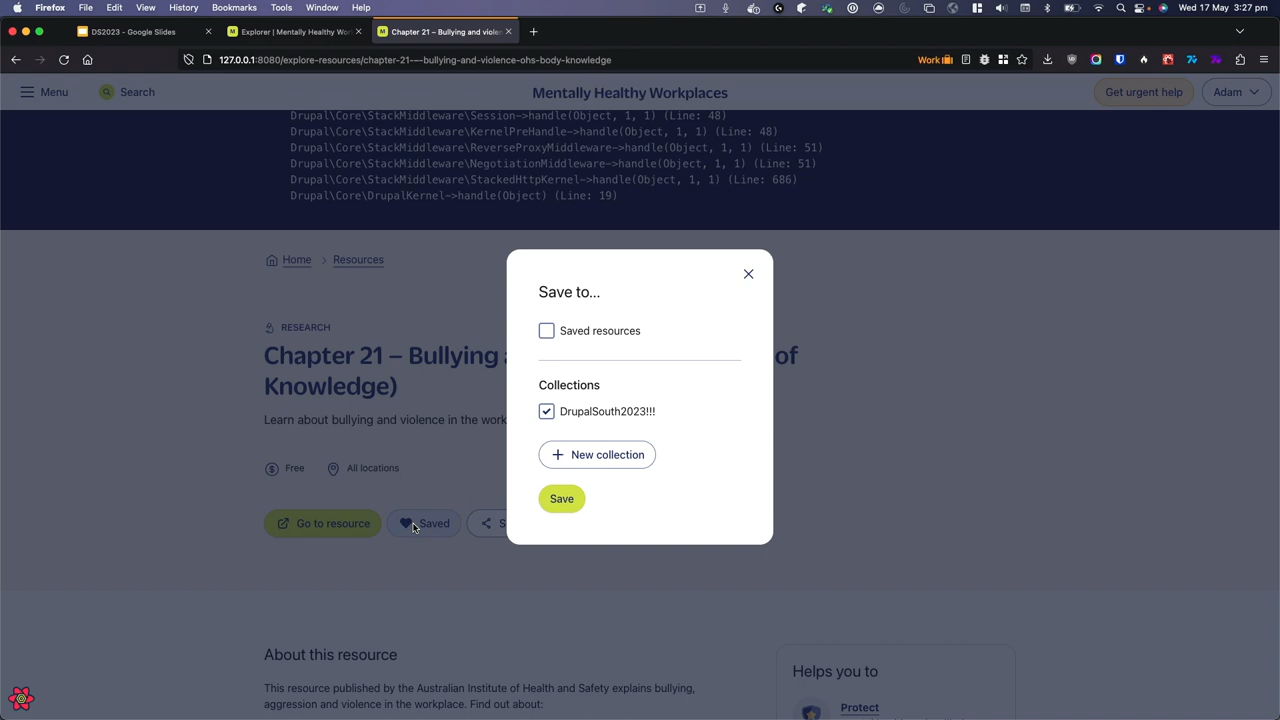 Firefox File Edit View History Bookmarks Tools Window Help Wed 17 May 3:27 pm
DS2023 - Google Slides Explorer | Mentally Healthy Wor Chapter 21 – Bullying and violen
127.0.0.1:8080/explore-resources/chapter-21-–-bullying-and-violence-ohs-body-knowledge Work
Menu Search Mentally Healthy Workplaces Get urgent help Adam
Drupal\Core\StackMiddleware\Session->handle(Object, 1, 1) (Line: 48)
Drupal\Core\StackMiddleware\KernelPreHandle->handle(Object, 1, 1) (Line: 48)
Drupal\Core\StackMiddleware\ReverseProxyMiddleware->handle(Object, 1, 1) (Line: 51)
Drupal\Core\StackMiddleware\NegotiationMiddleware->handle(Object, 1, 1) (Line: 51)
Drupal\Core\StackMiddleware\StackedHttpKernel->handle(Object, 1, 1) (Line: 686)
Drupal\Core\DrupalKernel->handle(Object) (Line: 19)
Home > Resources
RESEARCH
Chapter 21 – Bullying of
Knowledge)
Learn about bullying and violence in the work
Free All locations
Go to resource Saved S
Save to...
Saved resources
Collections
DrupalSouth2023!!!
+ New collection
Save
About this resource
This resource published by the Australian Institute of Health and Safety explains bullying,
aggression and violence in the workplace. Find out about:
Helps you to
Protect